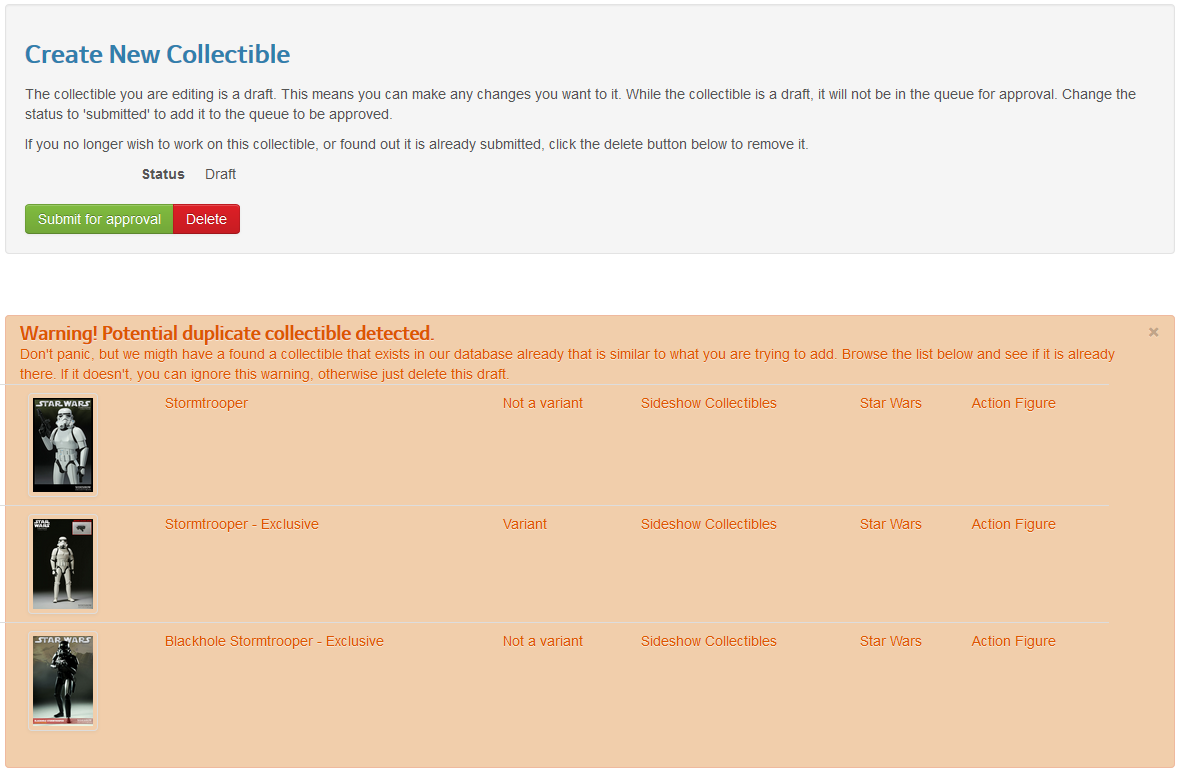 Create New Collectible
The collectible you are editing is a draft. This means you can make any changes you want to it. While the collectible is a draft, it will not be in the queue for approval. Change the
status to 'submitted' to add it to the queue to be approved.
If you no longer wish to work on this collectible, or found out it is already submitted, click the delete button below to remove it.
Status Draft
Submit for approval Delete
Warning! Potential duplicate collectible detected. ×
Don't panic, but we migth have a found a collectible that exists in our database already that is similar to what you are trying to add. Browse the list below and see if it is already
there. If it doesn't, you can ignore this warning, otherwise just delete this draft.
STAR WARS
Stormtrooper Not a variant Sideshow Collectibles Star Wars Action Figure
STAR
WARS
Stormtrooper - Exclusive Variant Sideshow Collectibles Star Wars Action Figure
STAR WARS
Blackhole Stormtrooper - Exclusive Not a variant Sideshow Collectibles Star Wars Action Figure